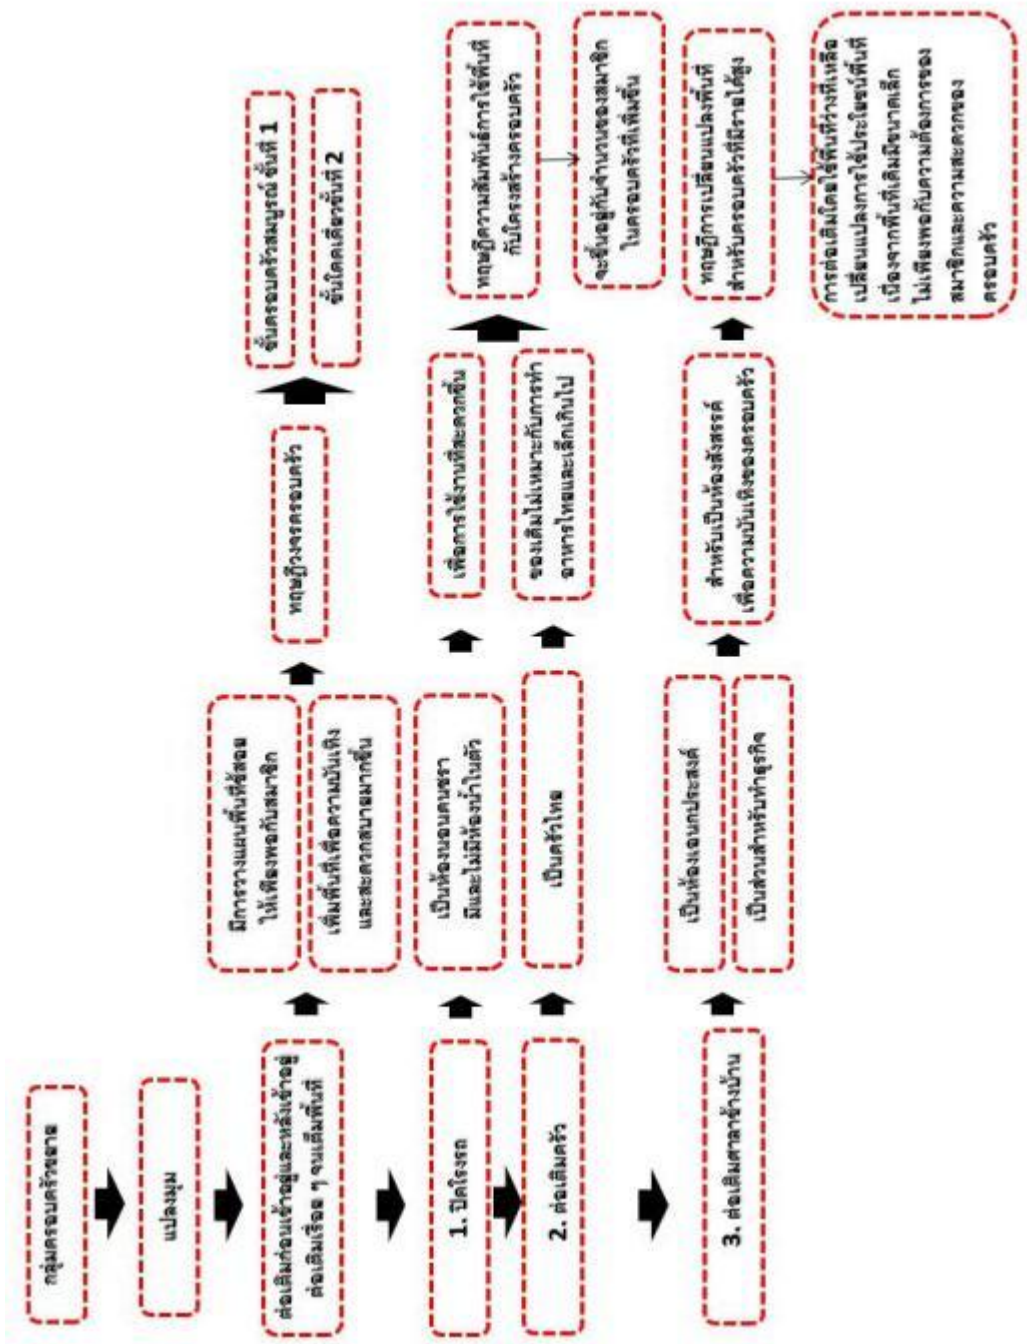 กลุ่มครอบครัวขยาย
แปลงมุม
ต่อเติมก่อนเข้าอยู่และหลังเข้าอยู่
ต่อเติมเรื่อย ๆ จนเต็มพื้นที่
มีการวางแผนพื้นที่ใช้สอย
ให้เพียงพอกับสมาชิก
เพิ่มพื้นที่เพื่อความบันเทิง
และสะดวกสบายมากขึ้น
ทฤษฎีวงจรครอบครัว
ขั้นครอบครัวสมบูรณ์ ขั้นที่ 1
ขั้นโดดเดี่ยวขั้นที่ 2
1. ปิดโรงรถ
เป็นห้องนอนคนชรา
มีและไม่มีห้องน้ำในตัว
เพื่อการใช้งานที่สะดวกขึ้น
2. ต่อเติมครัว
เป็นครัวไทย
ของเดิมไม่เหมาะกับการทำ
อาหารไทยและเล็กเกินไป
ทฤษฎีความสัมพันธ์การใช้พื้นที่
กับโครงสร้างครอบครัว
จะขึ้นอยู่กับจำนวนของสมาชิก
ในครอบครัวที่เพิ่มขึ้น
3. ต่อเติมศาลาข้างบ้าน
เป็นห้องเอนกประสงค์
เป็นส่วนสำหรับทำธุรกิจ
สำหรับเป็นห้องสังสรรค์
เพื่อความบันเทิงของครอบครัว
ทฤษฎีการเปลี่ยนแปลงพื้นที่
สำหรับครอบครัวที่มีรายได้สูง
การต่อเติมโดยใช้พื้นที่ว่างที่เหลือ
เปลี่ยนแปลงการใช้ประโยชน์พื้นที่
เนื่องจากพื้นที่เดิมมีขนาดเล็ก
ไม่เพียงพอกับความต้องการของ
สมาชิกและความสะดวกของ
ครอบครัว